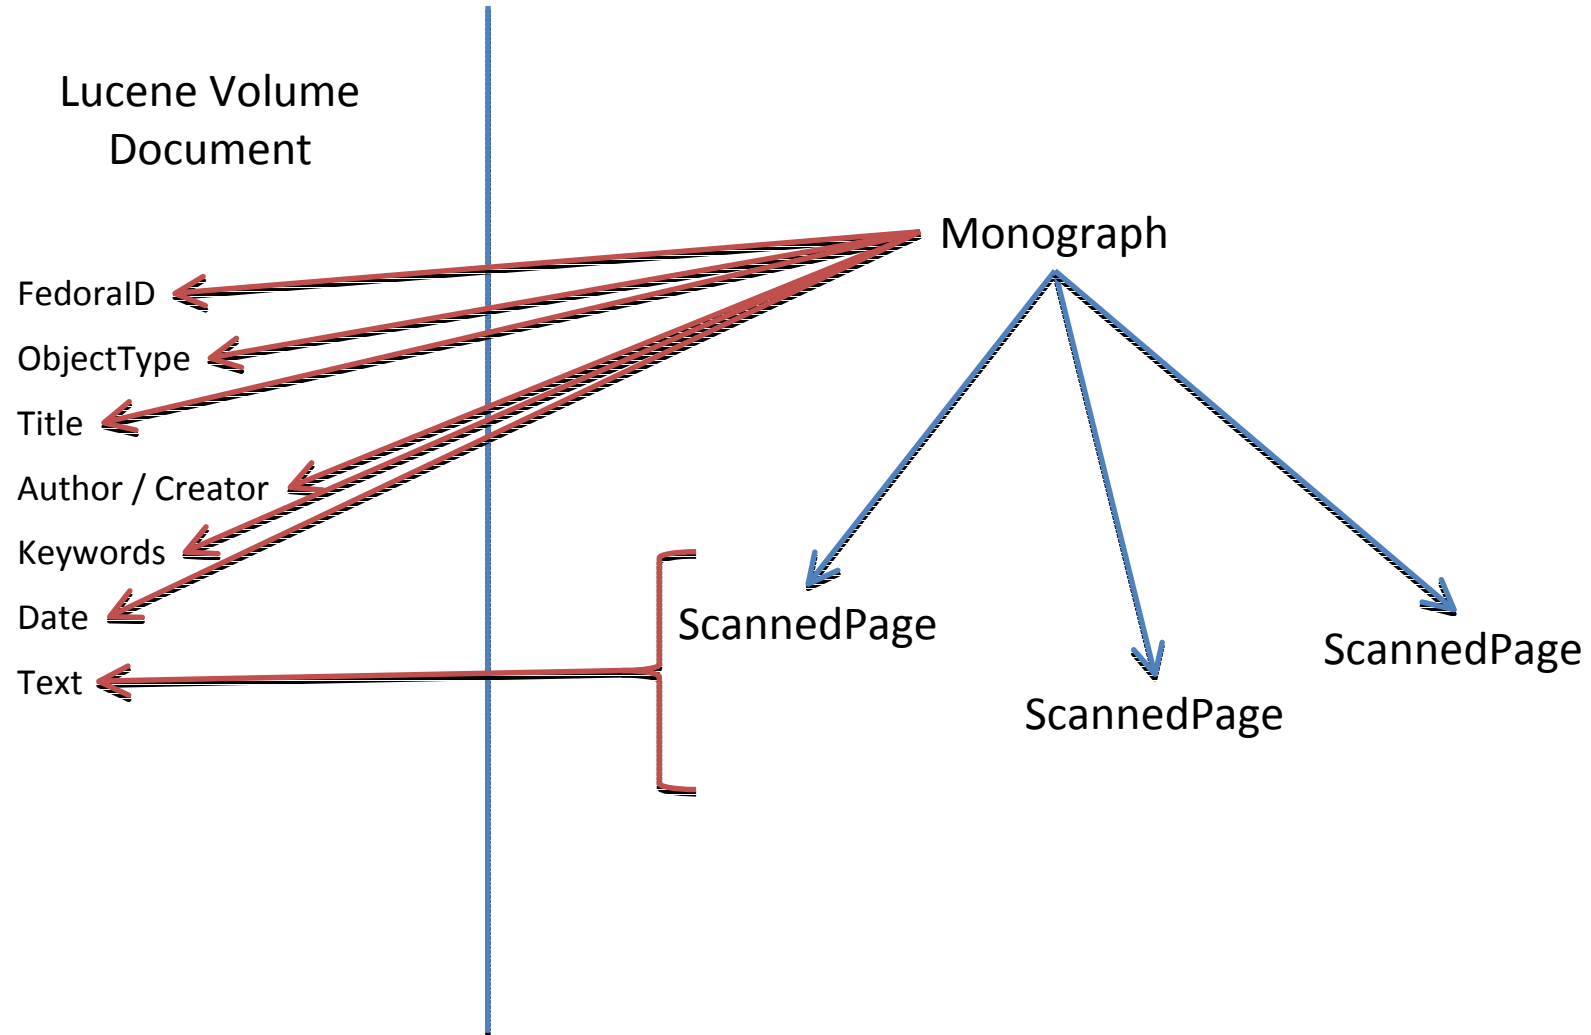 Lucene Volume
Document
Monograph
FedoraID
ObjectType
Title
Author / Creator
Keywords
Date
Text
ScannedPage
ScannedPage
ScannedPage